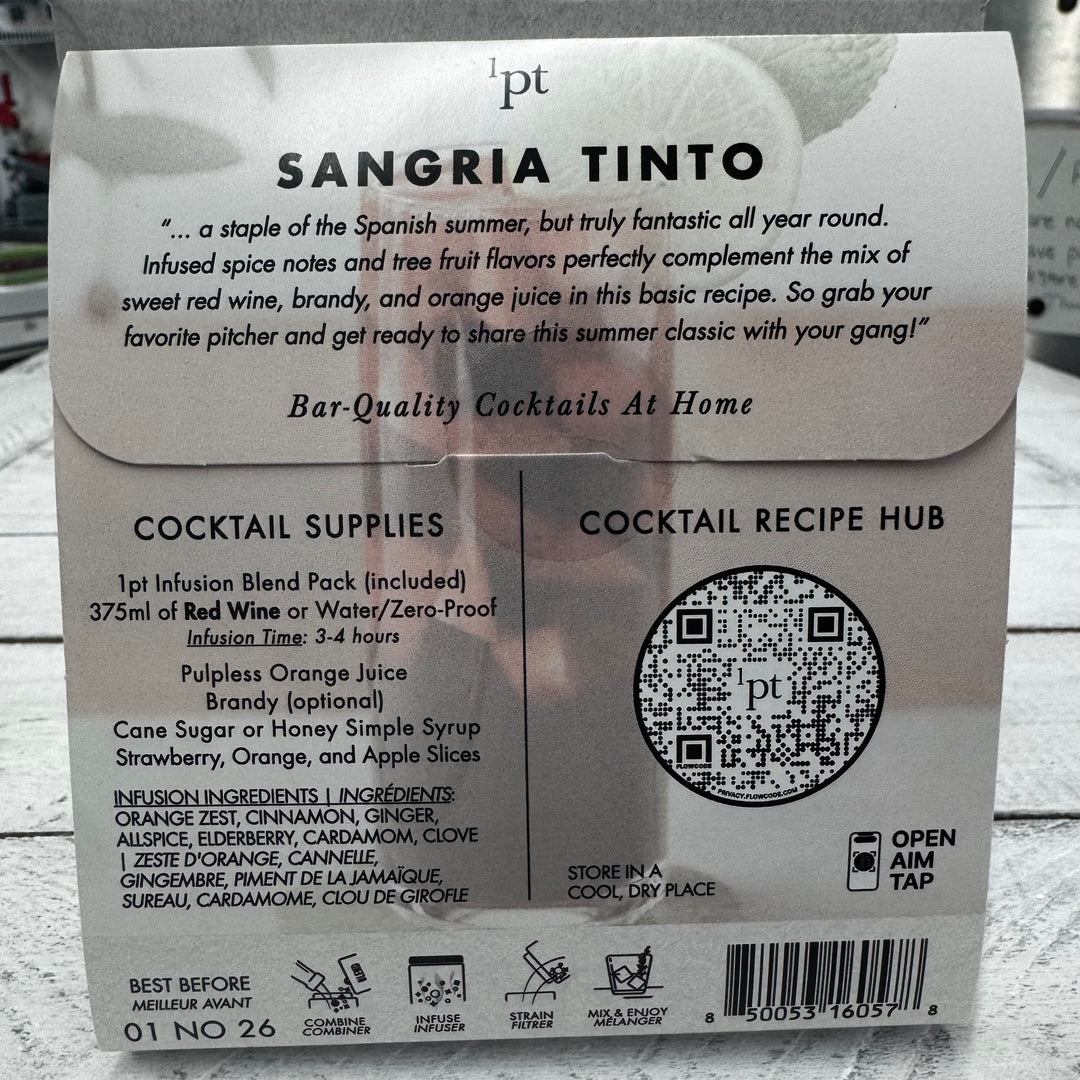 1pt
SANGRIA TINTO
"... a staple of the Spanish summer, but truly fantastic all year round.
Infused spice notes and tree fruit flavors perfectly complement the mix of
sweet red wine, brandy, and orange juice in this basic recipe. So grab your
favorite pitcher and get ready to share this summer classic with your gang!"
Bar-Quality Cocktails At Home
COCKTAIL SUPPLIES
1pt Infusion Blend Pack (included)
375ml of Red Wine or Water/Zero-Proof
Infusion Time: 3-4 hours
Pulpless Orange Juice
Brandy (optional)
Cane Sugar or Honey Simple Syrup
Strawberry, Orange, and Apple Slices
INFUSION INGREDIENTS | INGRÉDIENTS:
ORANGE ZEST, CINNAMON, GINGER,
ALLSPICE, ELDERBERRY, CARDAMOM, CLOVE
| ZESTE D'ORANGE, CANNELLE,
GINGEMBRE, PIMENT DE LA JAMAÏQUE,
SUREAU, CARDAMOME, CLOU DE GIROFLE
COCKTAIL RECIPE HUB
1pt
FLOWCODE
PRIVACY.FLOWCODE.COM
STORE IN A
COOL, DRY PLACE
OPEN
AIM
TAP
BEST BEFORE
MEILLEUR AVANT
01 NO 26
BLEND
COMBINE
COMBINER
INFUSE
INFUSER
STRAIN
FILTRER
MIX & ENJOY
MÉLANGER
8 50053 16057 8